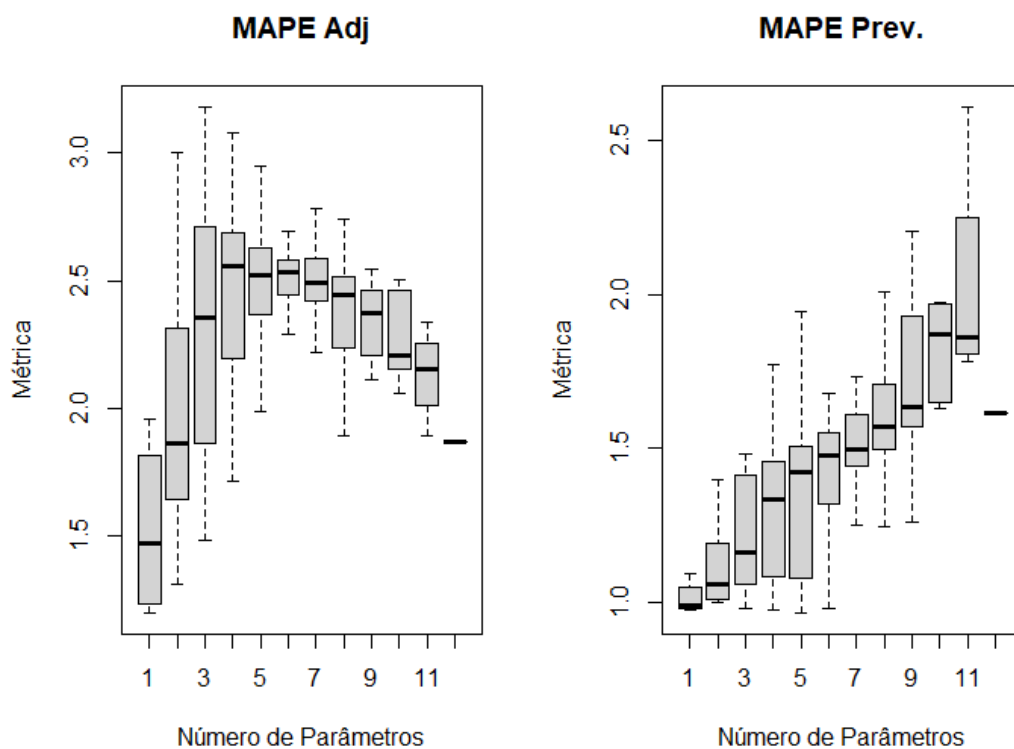 MAPE Adj
Métrica
3.0
2.5
2.0
1.5
1 3 5 7 9 11
Número de Parâmetros
MAPE Prev.
Métrica
2.5
2.0
1.5
1.0
1 3 5 7 9 11
Número de Parâmetros